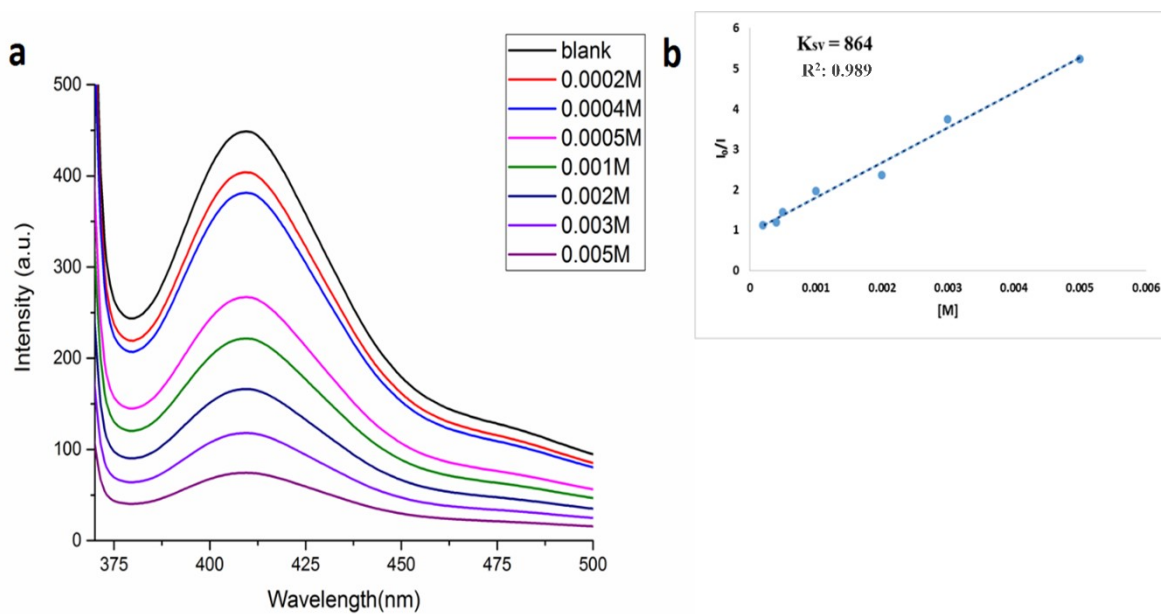 a
blank
0.0002M
0.0004M
0.0005M
0.001M
0.002M
0.003M
0.005M
500
400
300
200
100
0
Intensity (a.u.)
375
400
425
450
475
500
Wavelength(nm)
b
K_SV = 864
R²: 0.989
6
5
4
3
2
1
0
I₀/I
0
0.001
0.002
0.003
0.004
0.005
0.006
[M]